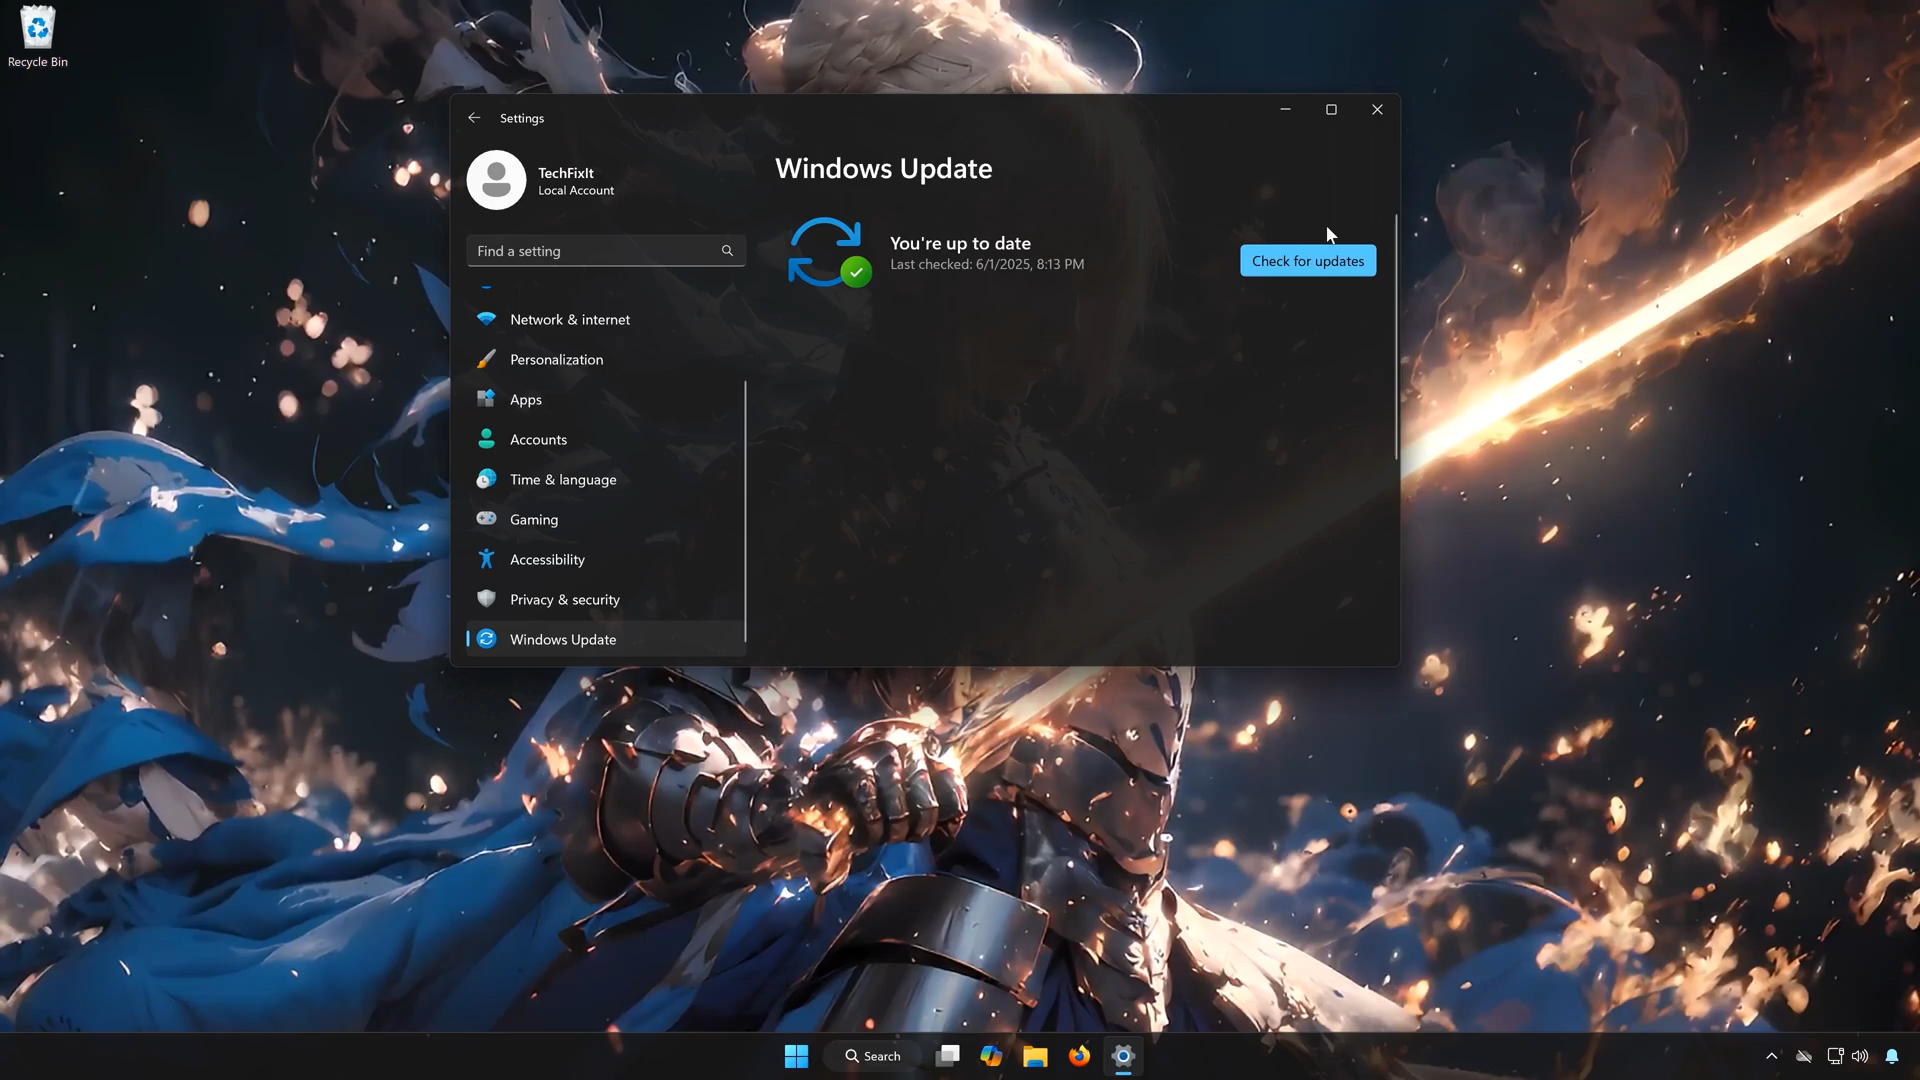 Recycle Bin
Settings
TechFixIt
Local Account
Find a setting
Network & internet
Personalization
Apps
Accounts
Time & language
Gaming
Accessibility
Privacy & security
Windows Update
Windows Update
You're up to date
Last checked: 6/1/2025, 8:13 PM
Check for updates
Search